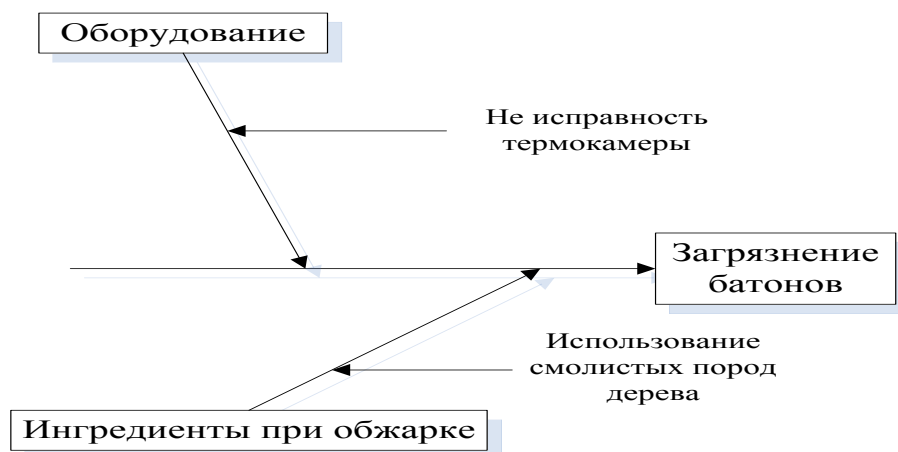 Оборудование
Не исправность
термокамеры
Загрязнение
батонов
Использование
смолистых пород
дерева
Ингредиенты при обжарке